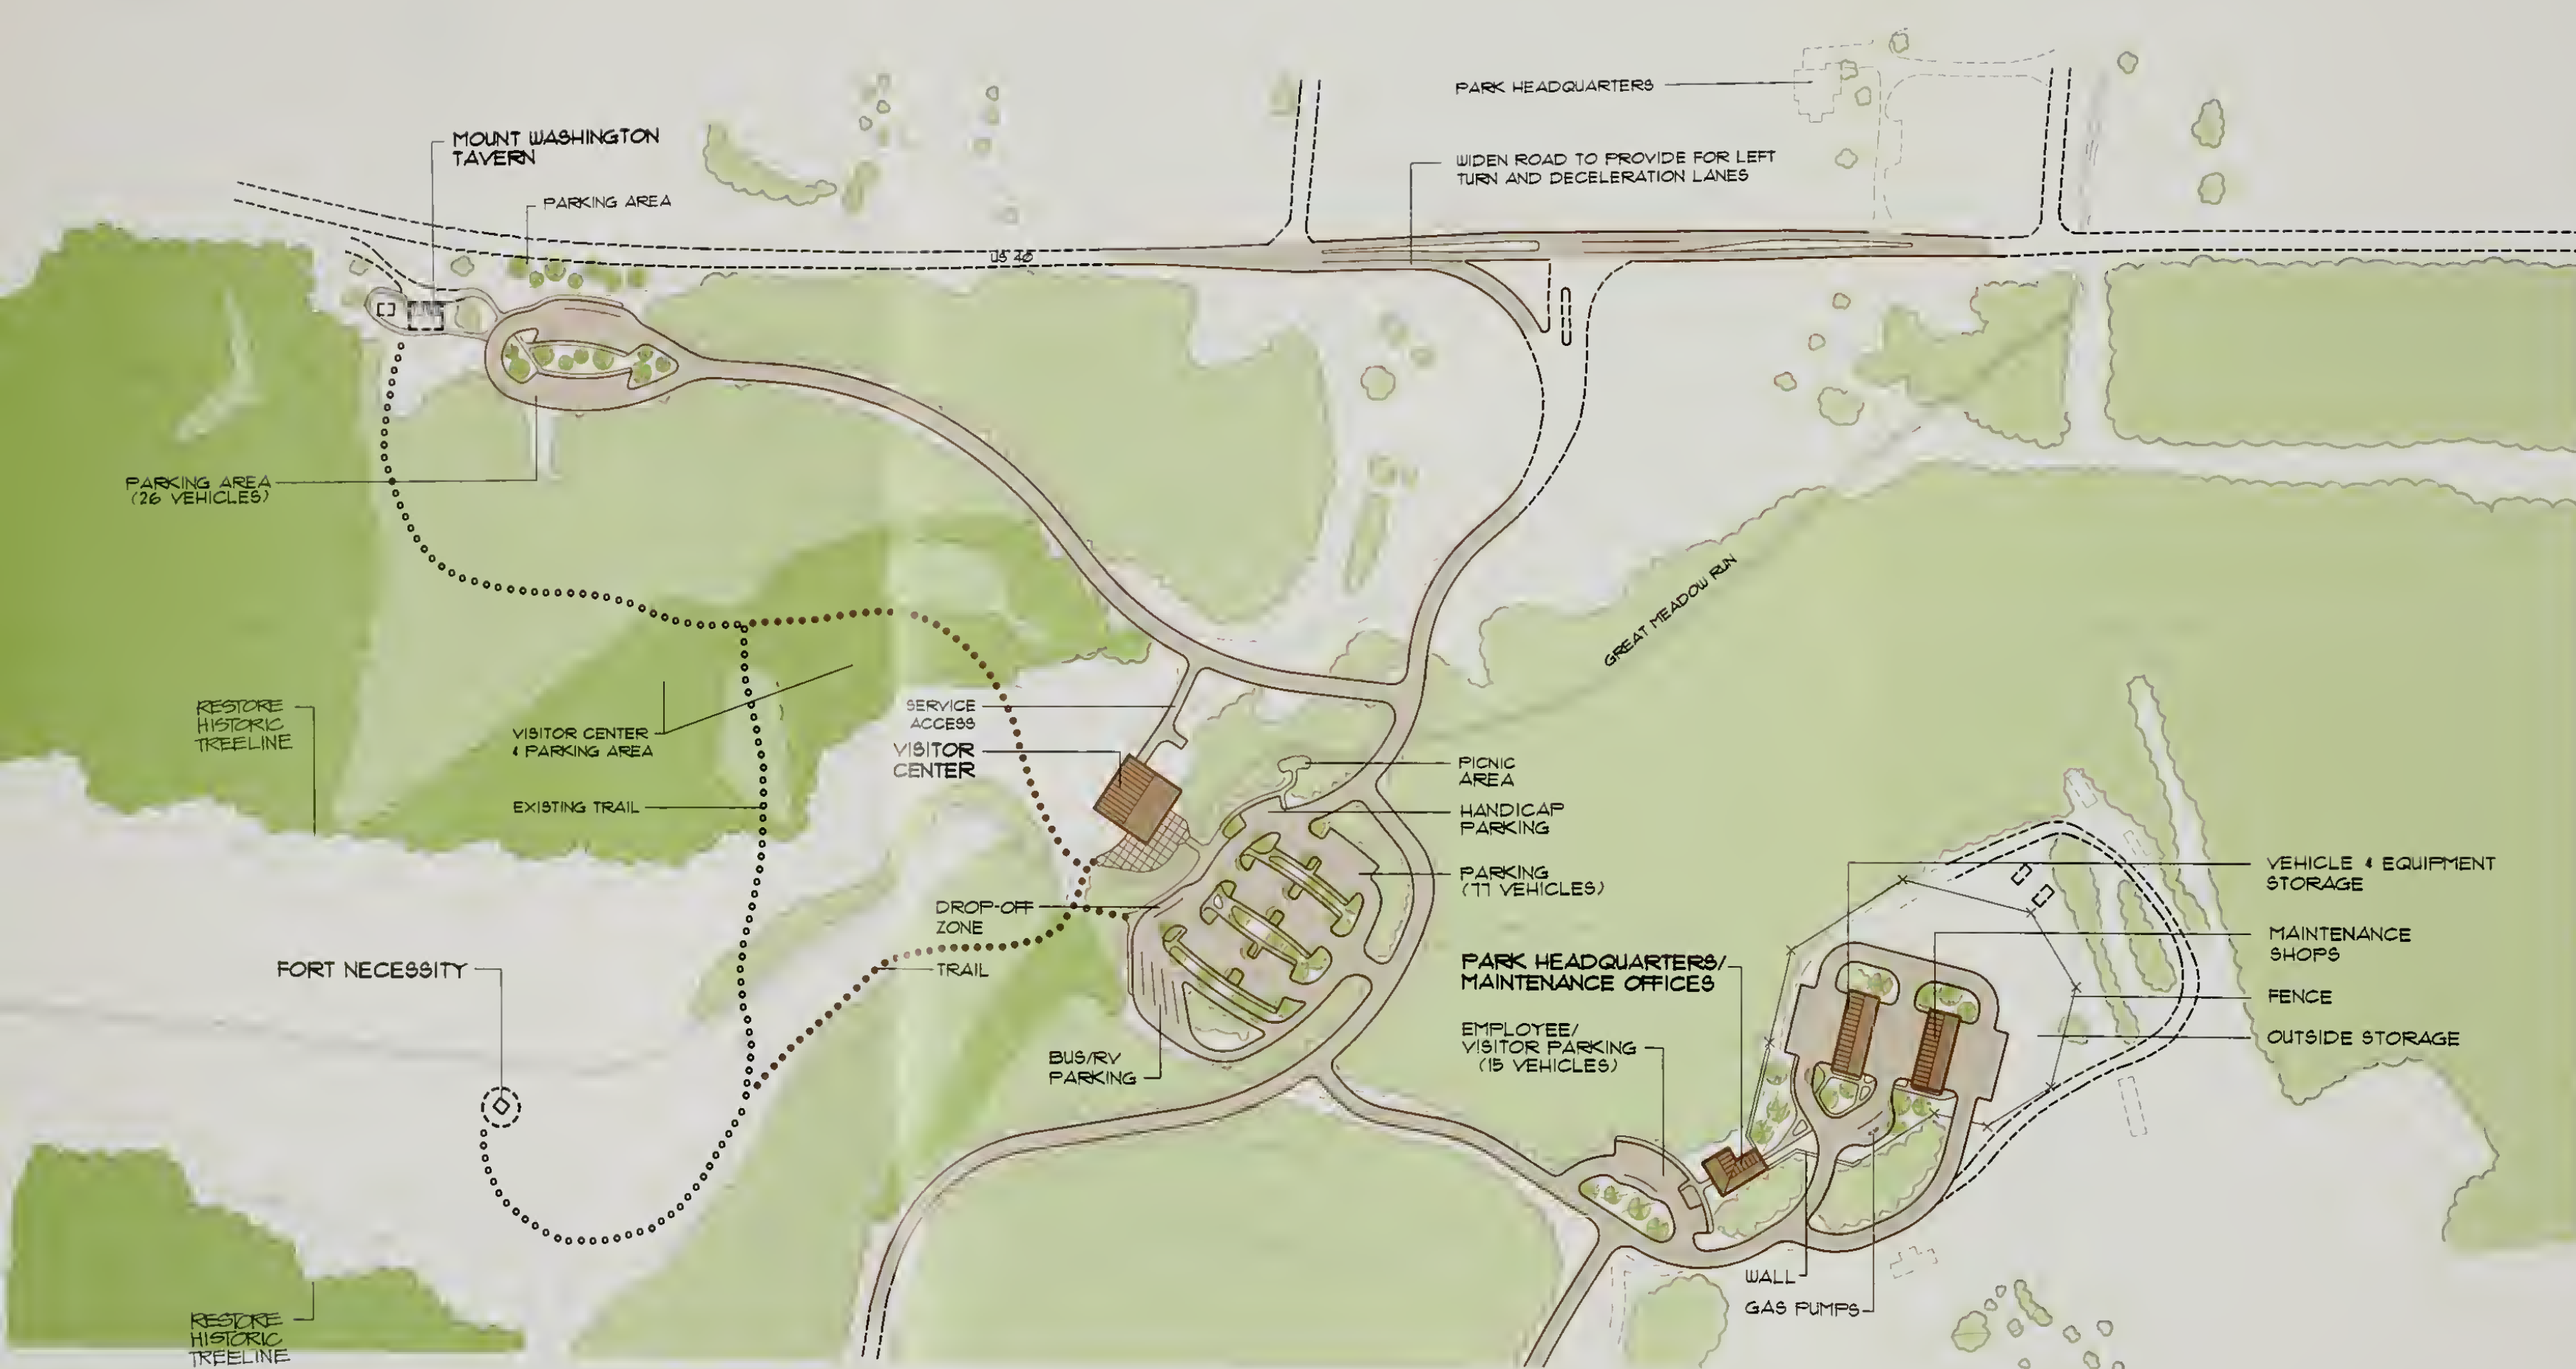 PARK HEADQUARTERS
MOUNT WASHINGTON
TAVERN
WIDEN ROAD TO PROVIDE FOR LEFT
TURN AND DECELERATION LANES
PARKING AREA
US 40
PARKING AREA
(26 VEHICLES)
GREAT MEADOW RUN
RESTORE
HISTORIC
TREELINE
VISITOR CENTER
& PARKING AREA
SERVICE
ACCESS
VISITOR
CENTER
PICNIC
AREA
EXISTING TRAIL
HANDICAP
PARKING
PARKING
(77 VEHICLES)
VEHICLE & EQUIPMENT
STORAGE
DROP-OFF
ZONE
MAINTENANCE
SHOPS
FORT NECESSITY
TRAIL
PARK HEADQUARTERS/
MAINTENANCE OFFICES
FENCE
EMPLOYEE/
VISITOR PARKING
(15 VEHICLES)
OUTSIDE STORAGE
BUS/RV
PARKING
WALL
GAS PUMPS
RESTORE
HISTORIC
TREELINE